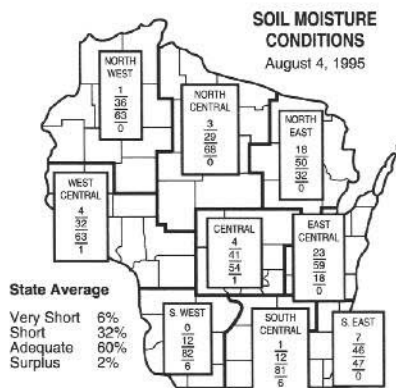 SOIL MOISTURE
CONDITIONS
August 4, 1995
NORTH
WEST
1
36
63
0
NORTH
CENTRAL
3
29
68
0
NORTH
EAST
18
50
32
0
WEST
CENTRAL
4
32
63
1
CENTRAL
4
41
54
1
EAST
CENTRAL
23
59
18
0
State Average
Very Short 6%
Short 32%
Adequate 60%
Surplus 2%
S. WEST
0
12
82
6
SOUTH
CENTRAL
1
12
81
6
S. EAST
7
46
47
0